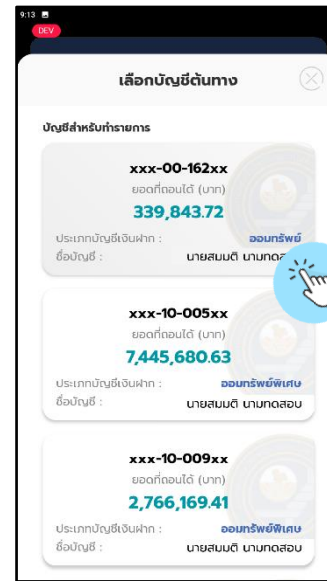 9:13
DEV
เลือกบัญชีต้นทาง
บัญชีสำหรับทำรายการ
xxx-00-162xx
ยอดที่ถอนได้ (บาท)
339,843.72
ประเภทบัญชีเงินฝาก : ออมทรัพย์
ชื่อบัญชี : นายสมมติ นามทดสอบ
xxx-10-005xx
ยอดที่ถอนได้ (บาท)
7,445,680.63
ประเภทบัญชีเงินฝาก : ออมทรัพย์พิเศษ
ชื่อบัญชี : นายสมมติ นามทดสอบ
xxx-10-009xx
ยอดที่ถอนได้ (บาท)
2,766,169.41
ประเภทบัญชีเงินฝาก : ออมทรัพย์พิเศษ
ชื่อบัญชี : นายสมมติ นามทดสอบ